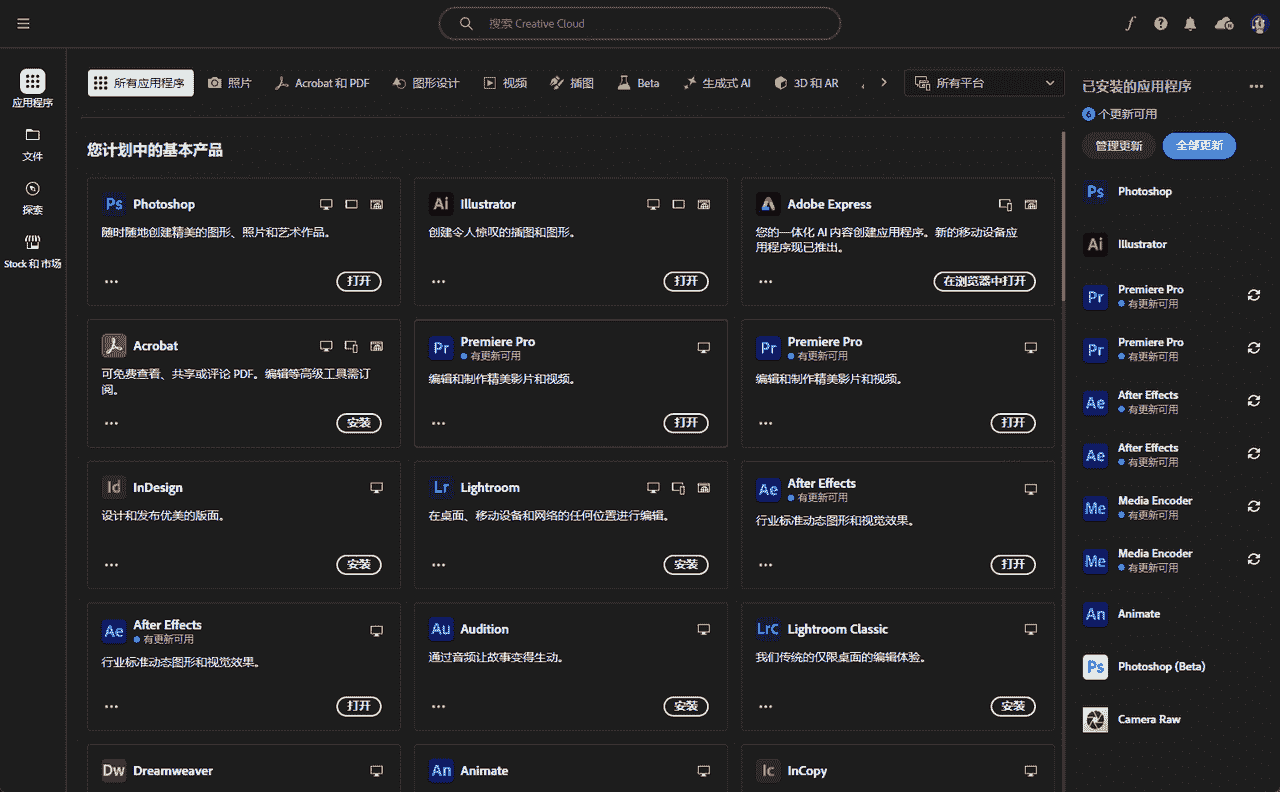 搜索 Creative Cloud
应用程序
文件
探索
Stock 和 市场
所有应用程序
照片
Acrobat 和 PDF
图形设计
视频
插图
Beta
生成式 AI
3D 和 AR
所有平台
您计划中的基本产品
Ps Photoshop
随时随地创建精美的图形、照片和艺术作品。
打开
Ai Illustrator
创建令人惊叹的插图和图形。
打开
Adobe Express
您的一体化 AI 内容创建应用程序。新的移动设备应
用程序现已推出。
在浏览器中打开
Acrobat
可免费查看、共享或评论 PDF。编辑等高级工具需订
阅。
安装
Pr Premiere Pro
有更新可用
编辑和制作精美影片和视频。
打开
Pr Premiere Pro
有更新可用
编辑和制作精美影片和视频。
打开
Id InDesign
设计和发布优美的版面。
安装
Lr Lightroom
在桌面、移动设备和网络的任何位置进行编辑。
安装
Ae After Effects
有更新可用
行业标准动态图形和视觉效果。
打开
Ae After Effects
有更新可用
行业标准动态图形和视觉效果。
打开
Au Audition
通过音频让故事变得生动。
安装
LrC Lightroom Classic
我们传统的仅限桌面的编辑体验。
安装
Dw Dreamweaver
An Animate
Ic InCopy
已安装的应用程序
6 个更新可用
管理更新
全部更新
Ps Photoshop
Ai Illustrator
Pr Premiere Pro
有更新可用
Pr Premiere Pro
有更新可用
Ae After Effects
有更新可用
Ae After Effects
有更新可用
Me Media Encoder
有更新可用
Me Media Encoder
有更新可用
An Animate
Ps Photoshop (Beta)
Camera Raw